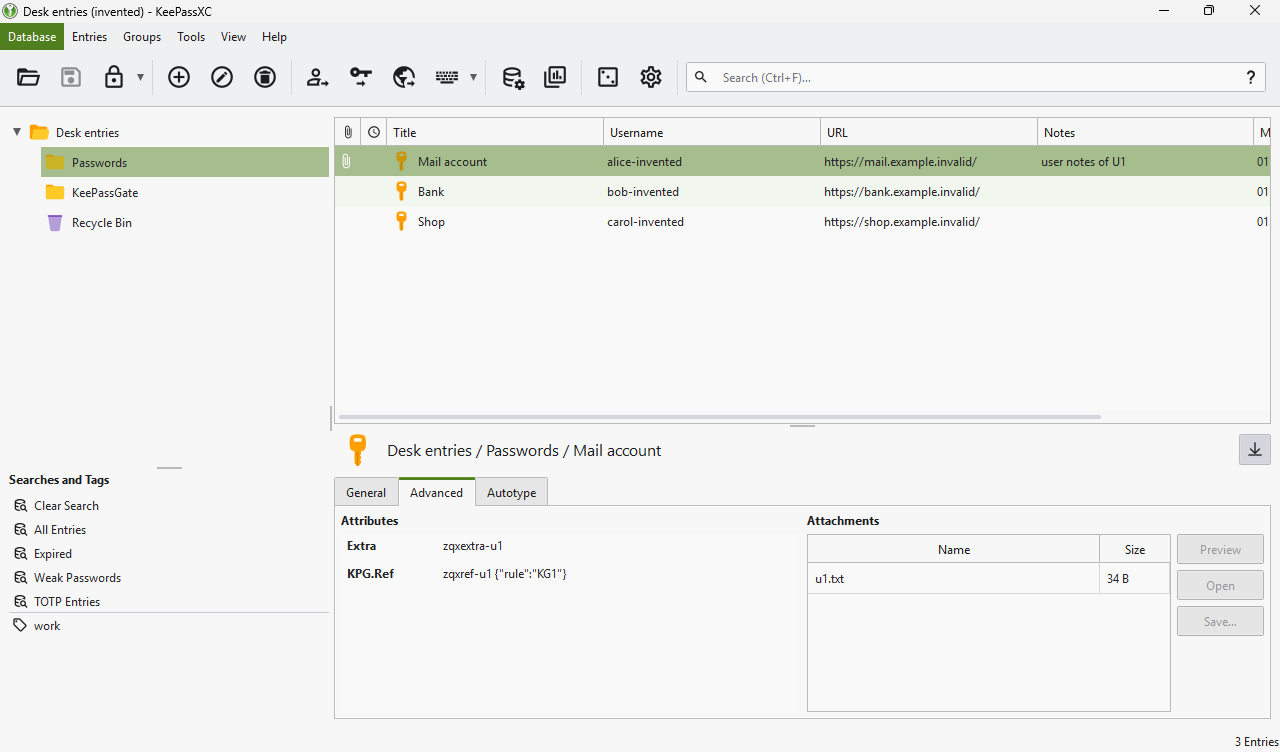 Desk entries (invented) - KeePassXC
Database Entries Groups Tools View Help
Search (Ctrl+F)... ?
Desk entries
Passwords
KeePassGate
Recycle Bin
Title Username URL Notes M
Mail account alice-invented https://mail.example.invalid/ user notes of U1 01
Bank bob-invented https://bank.example.invalid/ 01
Shop carol-invented https://shop.example.invalid/ 01
Desk entries / Passwords / Mail account
Searches and Tags
Clear Search
All Entries
Expired
Weak Passwords
TOTP Entries
work
General Advanced Autotype
Attributes
Extra zqxextra-u1
KPG.Ref zqxref-u1 {"rule":"KG1"}
Attachments
Name Size
u1.txt 34 B
Preview
Open
Save...
3 Entries